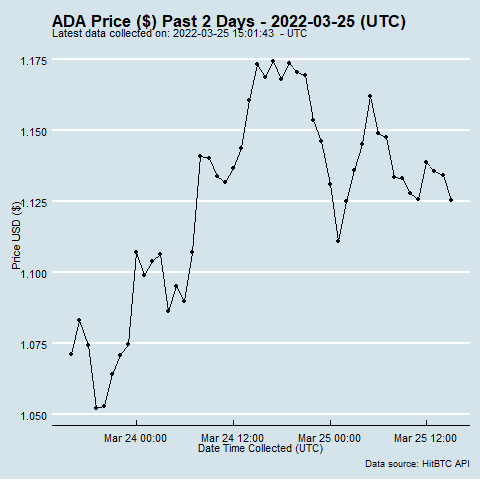 ADA Price ($) Past 2 Days - 2022-03-25 (UTC)
Latest data collected on: 2022-03-25 15:01:43  - UTC
1.175
1.150
1.125
Price USD ($)
1.100
1.075
1.050
Mar 24 00:00 Mar 24 12:00 Mar 25 00:00 Mar 25 12:00
Date Time Collected (UTC)
Data source: HitBTC API